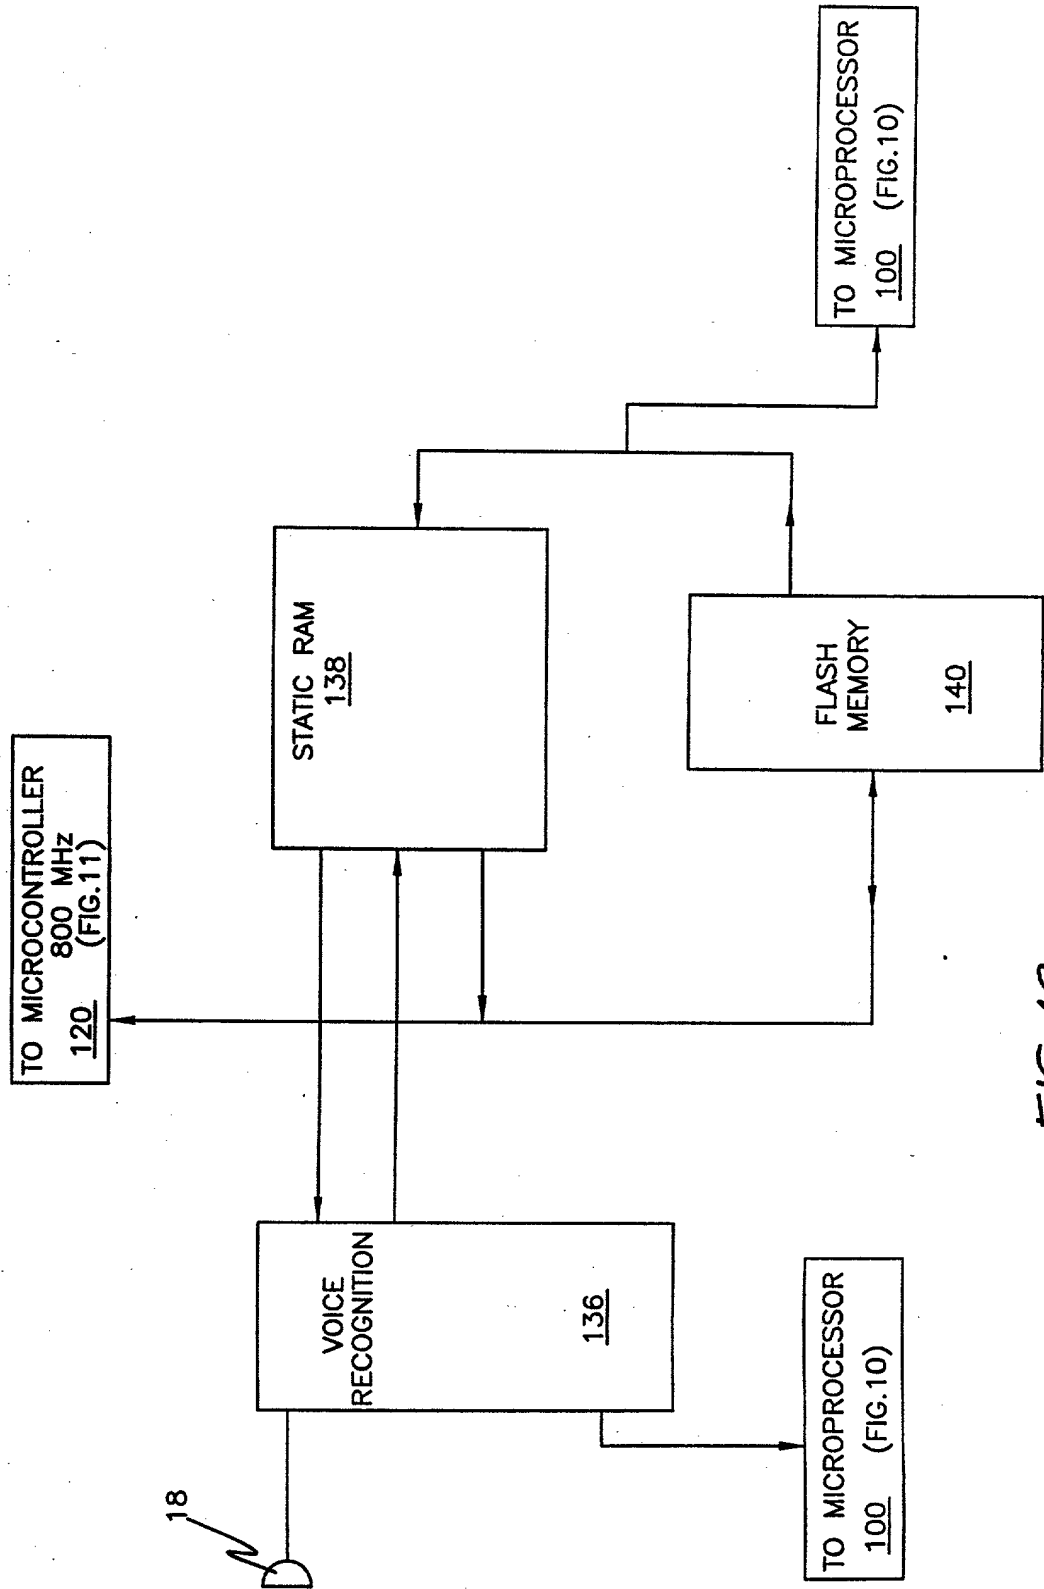 TO MICROCONTROLLER
800 MHz
120 (FIG.11)
18
VOICE
RECOGNITION
136
STATIC RAM
138
FLASH
MEMORY
140
TO MICROPROCESSOR
100 (FIG.10)
TO MICROPROCESSOR
100 (FIG.10)